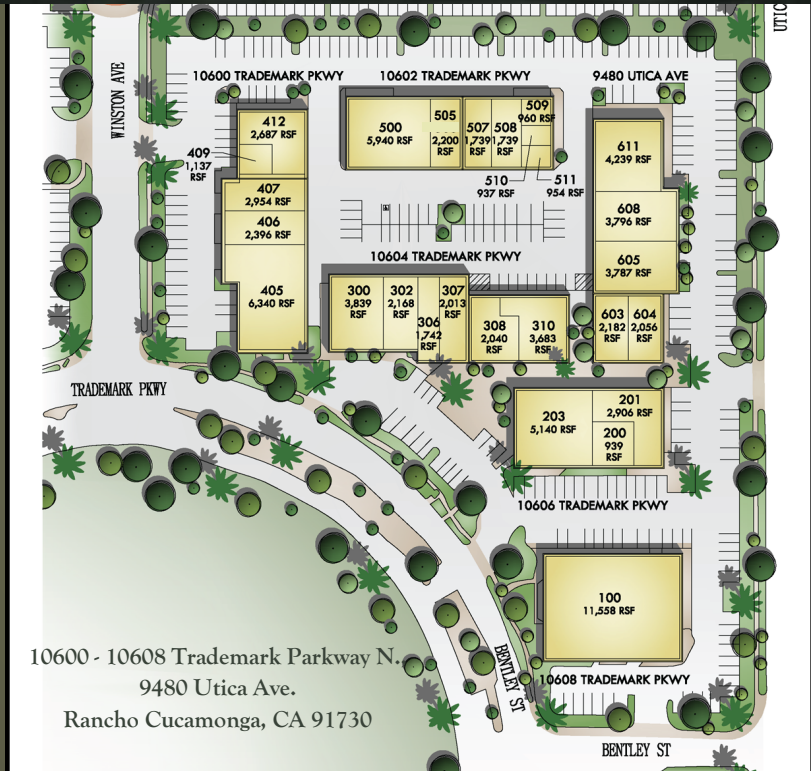 UTIC
WINSTON AVE
10600 TRADEMARK PKWY
10602 TRADEMARK PKWY
9480 UTICA AVE
412
2,687 RSF
409
1,137
RSF
407
2,954 RSF
406
2,396 RSF
405
6,340 RSF
500
5,940 RSF
505
2,200
RSF
507
1,739
RSF
508
1,739
RSF
509
960 RSF
510
937 RSF
511
954 RSF
611
4,239 RSF
608
3,796 RSF
605
3,787 RSF
603
2,182
RSF
604
2,056
RSF
10604 TRADEMARK PKWY
300
3,839
RSF
302
2,168
RSF
306
1,742
RSF
307
2,013
RSF
308
2,040
RSF
310
3,683
RSF
TRADEMARK PKWY
203
5,140 RSF
201
2,906 RSF
200
939
RSF
10606 TRADEMARK PKWY
100
11,558 RSF
10608 TRADEMARK PKWY
BENTLEY ST
BENTLEY ST
10600 - 10608 Trademark Parkway N.,
9480 Utica Ave.
Rancho Cucamonga, CA 91730